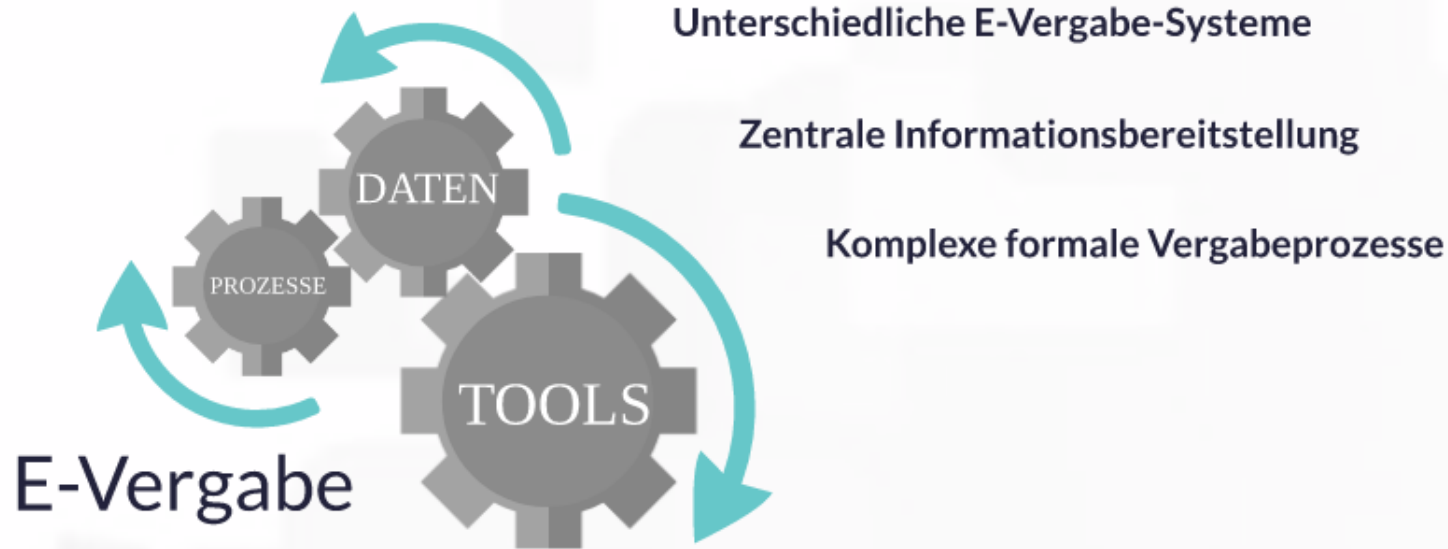 Unterschiedliche E-Vergabe-Systeme
Zentrale Informationsbereitstellung
Komplexe formale Vergabeprozesse
DATEN
PROZESSE
TOOLS
E-Vergabe